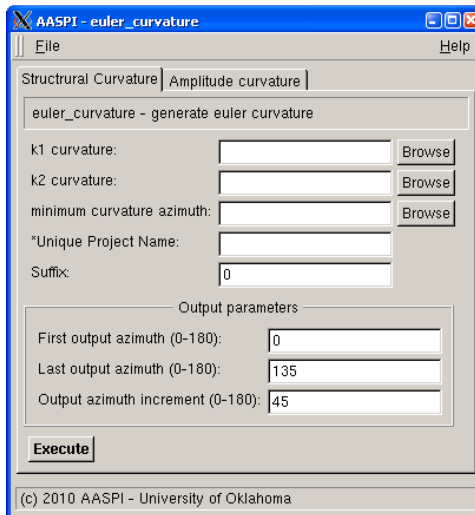 AASPI - euler_curvature
File Help
Structrural Curvature Amplitude curvature
euler_curvature - generate euler curvature
k1 curvature: Browse
k2 curvature: Browse
minimum curvature azimuth: Browse
*Unique Project Name:
Suffix: 0
Output parameters
First output azimuth (0-180): 0
Last output azimuth (0-180): 135
Output azimuth increment (0-180): 45
Execute
(c) 2010 AASPI - University of Oklahoma